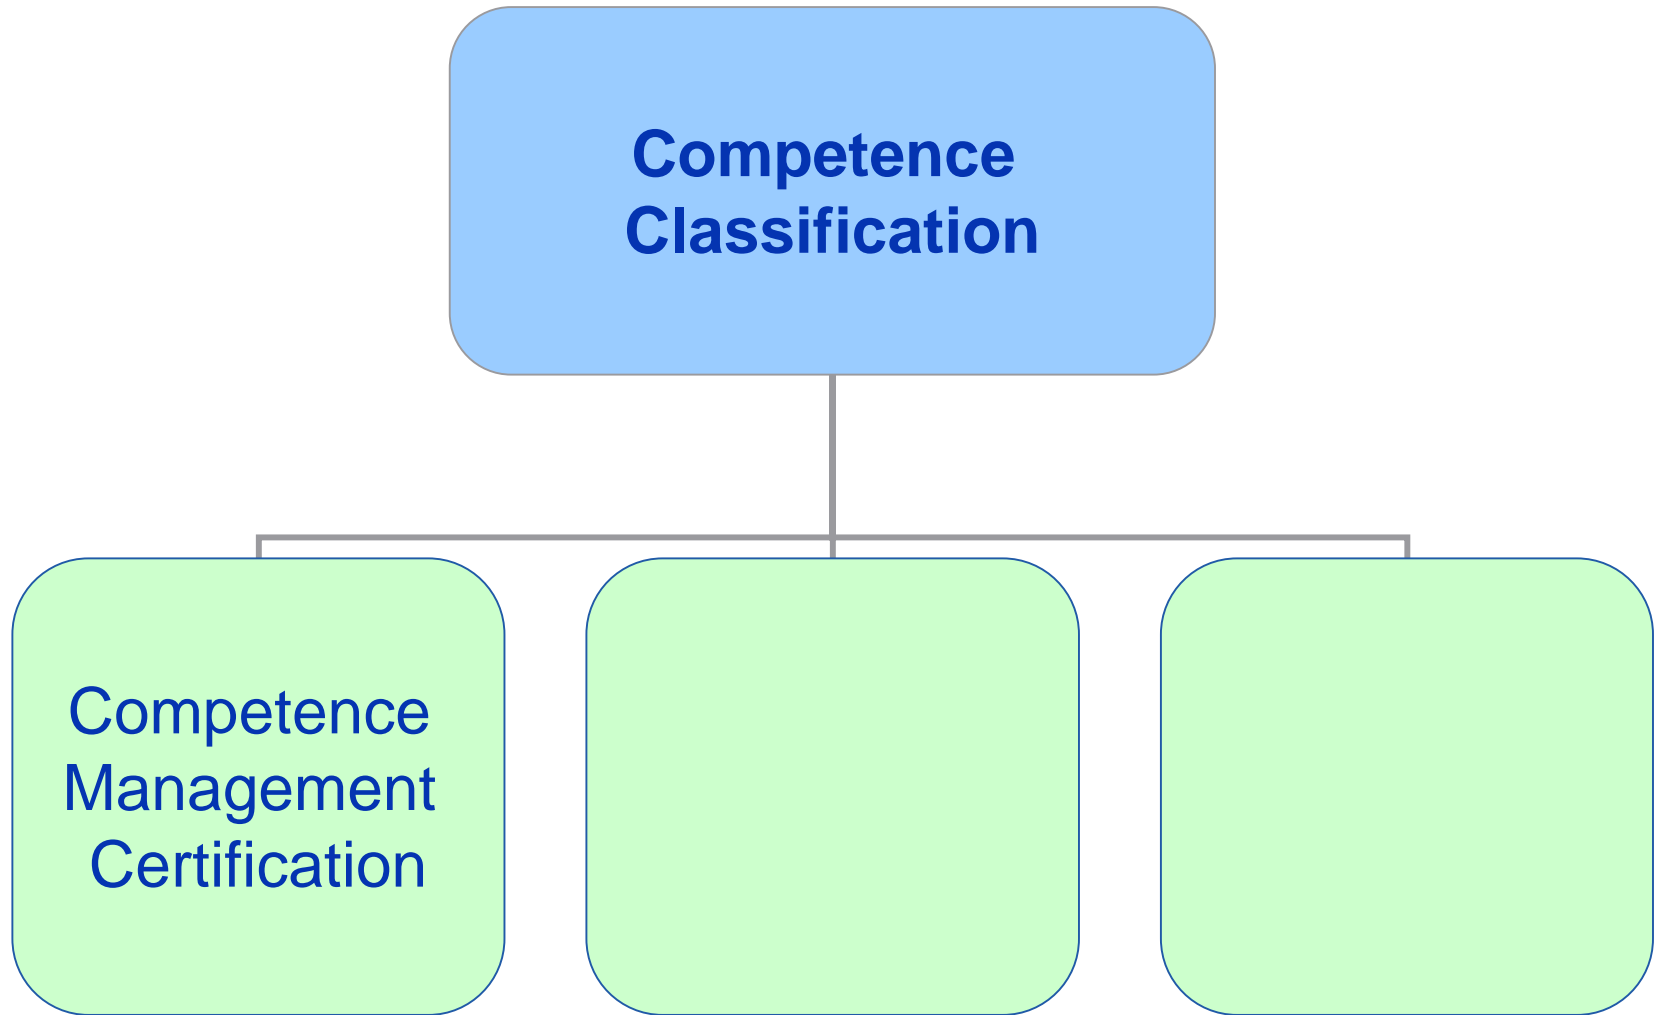 Competence
Classification
Competence
Management
Certification